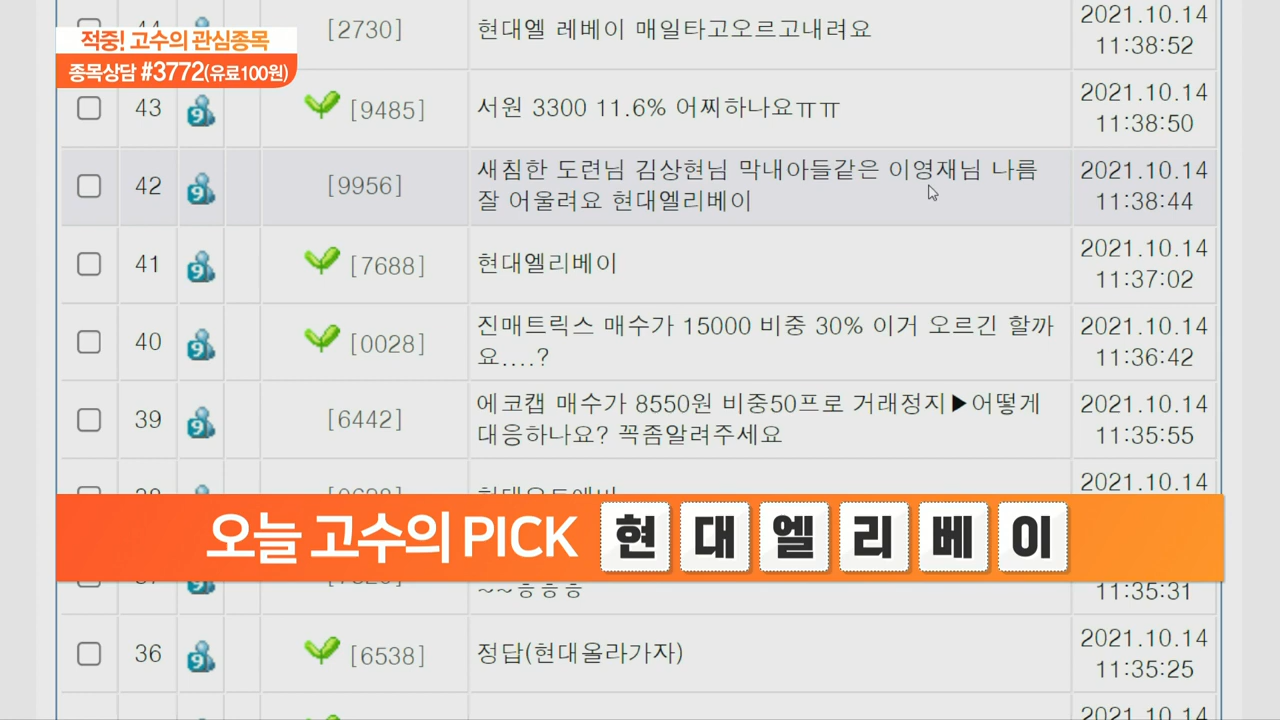 적중! 고수의 관심종목
종목상담 #3772(유료100원)
[2730] 현대엘 레베이 매일타고오르고내려요 2021.10.14
11:38:52
43 [9485] 서원 3300 11.6% 어찌하나요ㅠㅠ 2021.10.14
11:38:50
42 [9956] 새침한 도련님 김상현님 막내아들같은 이영재님 나름
잘 어울려요 현대엘리베이 2021.10.14
11:38:44
41 [7688] 현대엘리베이 2021.10.14
11:37:02
40 [0028] 진매트릭스 매수가 15000 비중 30% 이거 오르긴 할까
요....? 2021.10.14
11:36:42
39 [6442] 에코캡 매수가 8550원 비중50프로 거래정지▶어떻게
대응하나요? 꼭좀알려주세요 2021.10.14
11:35:55
2021.10.14
오늘 고수의 PICK 현대엘리베이
~~흥흥흥 11:35:31
36 [6538] 정답(현대올라가자) 2021.10.14
11:35:25
2021.10.14